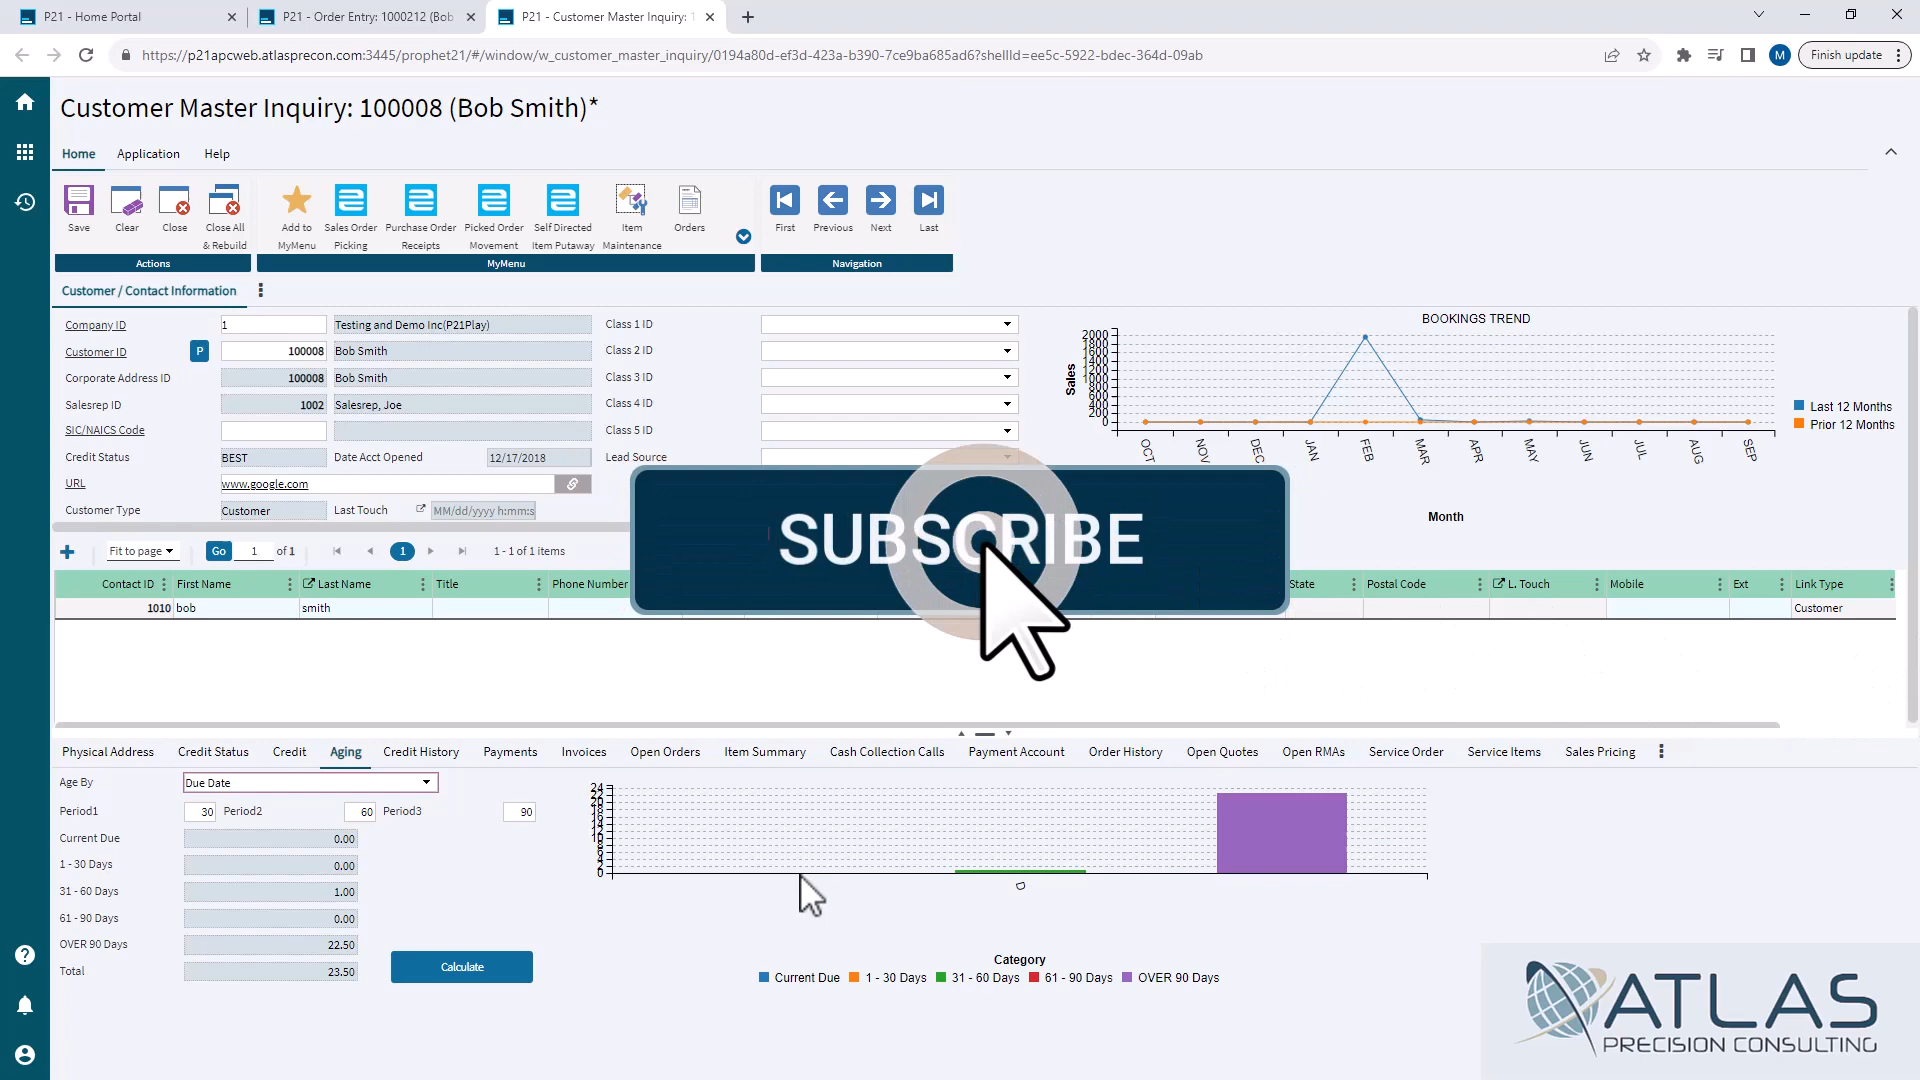 P21 - Home Portal
P21 - Order Entry: 1000212 (Bob
P21 - Customer Master Inquiry: 1
https://p21apcweb.atlasprecon.com:3445/prophet21/#/window/w_customer_master_inquiry/0194a80d-ef3d-423a-b390-7ce9ba685ad6?shellId=ee5c-5922-bdec-364d-09ab
M
Finish update
Customer Master Inquiry: 100008 (Bob Smith)*
Home Application Help
Save Clear Close Close All & Rebuild
Add to MyMenu Sales Order Picking Purchase Order Receipts Picked Order Movement Self Directed Item Putaway Item Maintenance Orders
First Previous Next Last
Actions MyMenu Navigation
Customer / Contact Information
Company ID 1 Testing and Demo Inc(P21Play) Class 1 ID
Customer ID P 100008 Bob Smith Class 2 ID
Corporate Address ID 100008 Bob Smith Class 3 ID
Salesrep ID 1002 Salesrep, Joe Class 4 ID
SIC/NAICS Code Class 5 ID
Credit Status BEST Date Acct Opened 12/17/2018 Lead Source
URL www.google.com
Customer Type Customer Last Touch MM/dd/yyyy h:mm:s
BOOKINGS TREND
Sales
2000
1800
1600
1400
1200
1000
800
600
400
200
0
OCT NOV DEC JAN FEB MAR APR MAY JUN JUL AUG SEP
Month
Last 12 Months
Prior 12 Months
SUBSCRIBE
Fit to page Go 1 of 1 1 1 - 1 of 1 items
Contact ID First Name Last Name Title Phone Number State Postal Code L. Touch Mobile Ext Link Type
1010 bob smith Customer
Physical Address Credit Status Credit Aging Credit History Payments Invoices Open Orders Item Summary Cash Collection Calls Payment Account Order History Open Quotes Open RMAs Service Order Service Items Sales Pricing
Age By Due Date
Period1 30 Period2 60 Period3 90
Current Due 0.00
1 - 30 Days 0.00
31 - 60 Days 1.00
61 - 90 Days 0.00
OVER 90 Days 22.50
Total 23.50
Calculate
24
22
20
18
16
14
12
10
8
6
4
2
0
D
Category
Current Due 1 - 30 Days 31 - 60 Days 61 - 90 Days OVER 90 Days
ATLAS
PRECISION CONSULTING